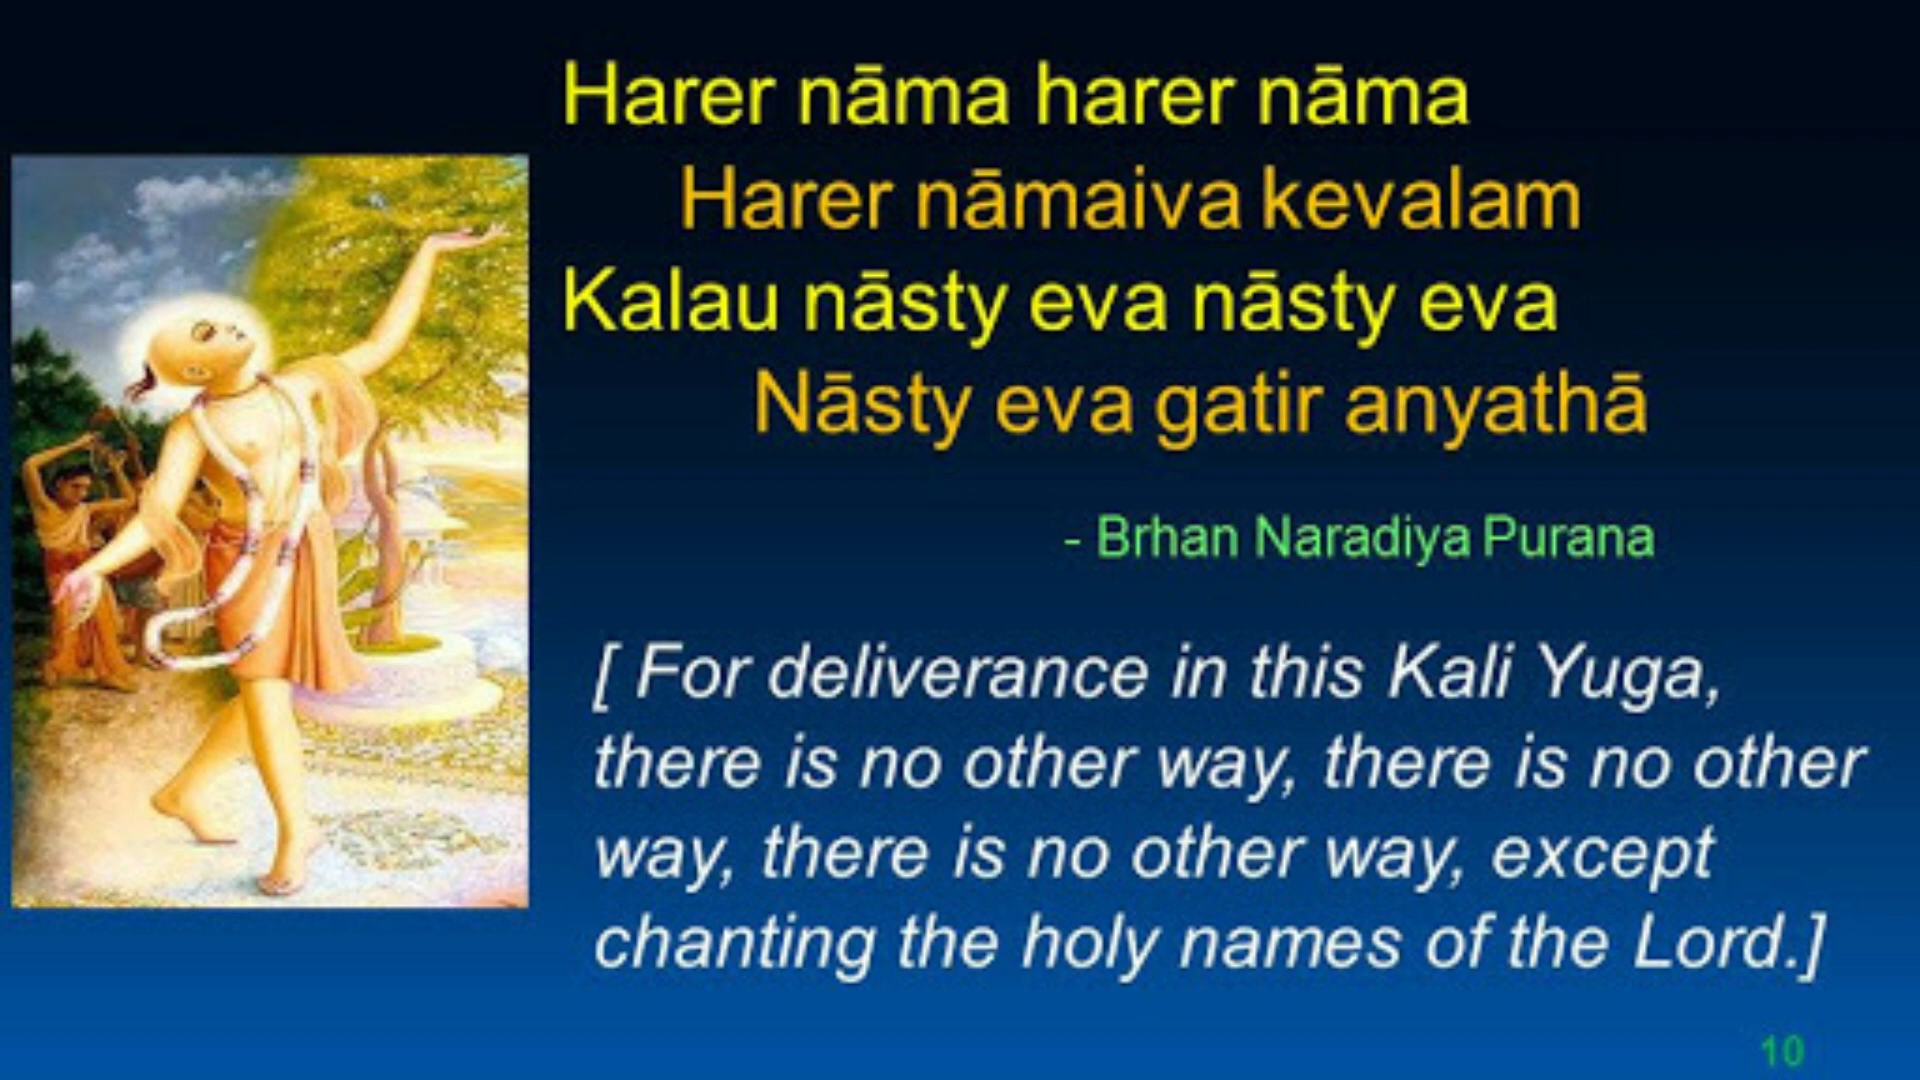 Harer nāma harer nāma
Harer nāmaiva kevalam
Kalau nāsty eva nāsty eva
Nāsty eva gatir anyathā
- Brhan Naradiya Purana
[ For deliverance in this Kali Yuga,
there is no other way, there is no other
way, there is no other way, except
chanting the holy names of the Lord.]
10